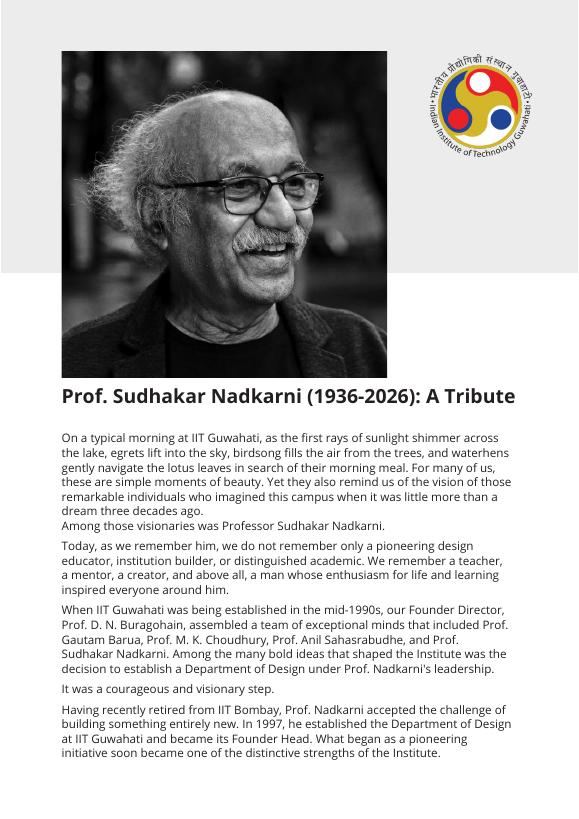 भारतीय प्रौद्योगिकी संस्थान गुवाहाटी
Indian Institute of Technology Guwahati
Prof. Sudhakar Nadkarni (1936-2026): A Tribute
On a typical morning at IIT Guwahati, as the first rays of sunlight shimmer across
the lake, egrets lift into the sky, birdsong fills the air from the trees, and waterhens
gently navigate the lotus leaves in search of their morning meal. For many of us,
these are simple moments of beauty. Yet they also remind us of the vision of those
remarkable individuals who imagined this campus when it was little more than a
dream three decades ago.
Among those visionaries was Professor Sudhakar Nadkarni.
Today, as we remember him, we do not remember only a pioneering design
educator, institution builder, or distinguished academic. We remember a teacher,
a mentor, a creator, and above all, a man whose enthusiasm for life and learning
inspired everyone around him.
When IIT Guwahati was being established in the mid-1990s, our Founder Director,
Prof. D. N. Buragohain, assembled a team of exceptional minds that included Prof.
Gautam Barua, Prof. M. K. Choudhury, Prof. Anil Sahasrabudhe, and Prof.
Sudhakar Nadkarni. Among the many bold ideas that shaped the Institute was the
decision to establish a Department of Design under Prof. Nadkarni's leadership.
It was a courageous and visionary step.
Having recently retired from IIT Bombay, Prof. Nadkarni accepted the challenge of
building something entirely new. In 1997, he established the Department of Design
at IIT Guwahati and became its Founder Head. What began as a pioneering
initiative soon became one of the distinctive strengths of the Institute.